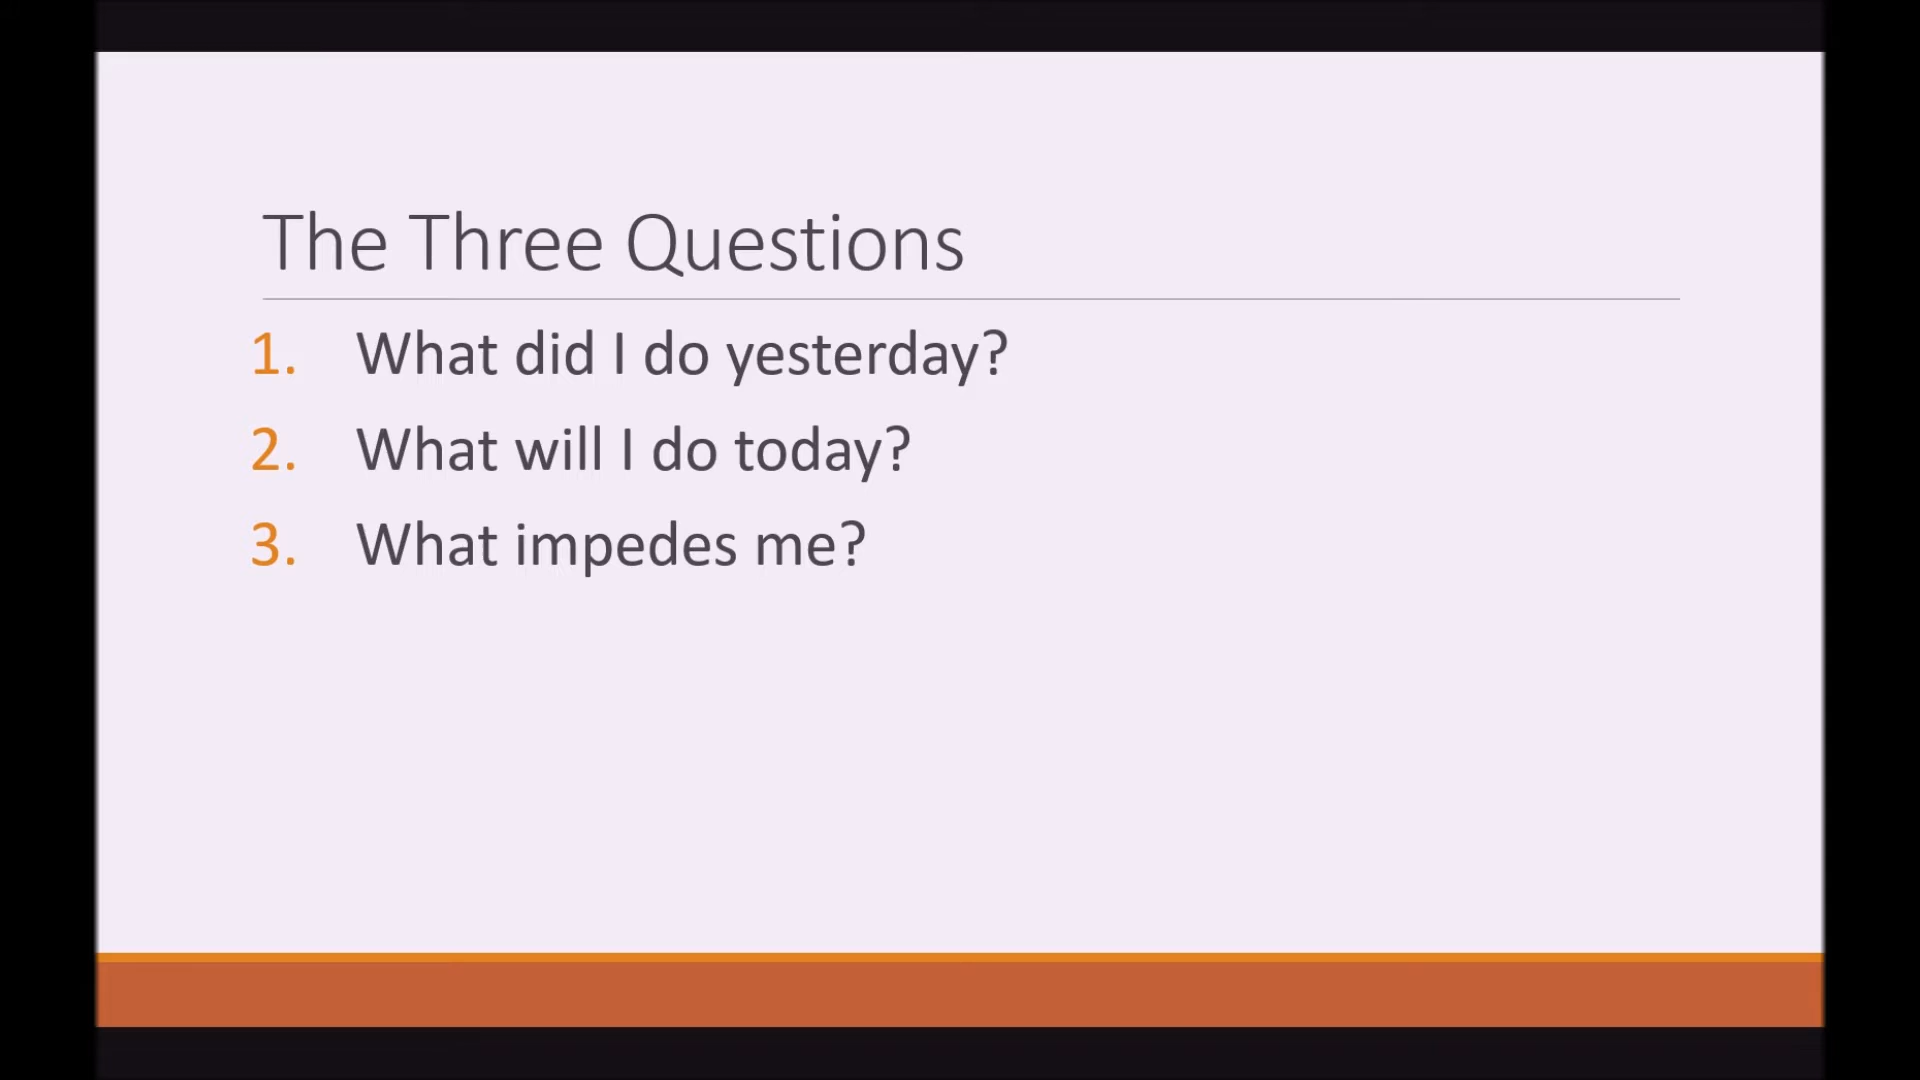 The Three Questions
1. What did I do yesterday?
2. What will I do today?
3. What impedes me?